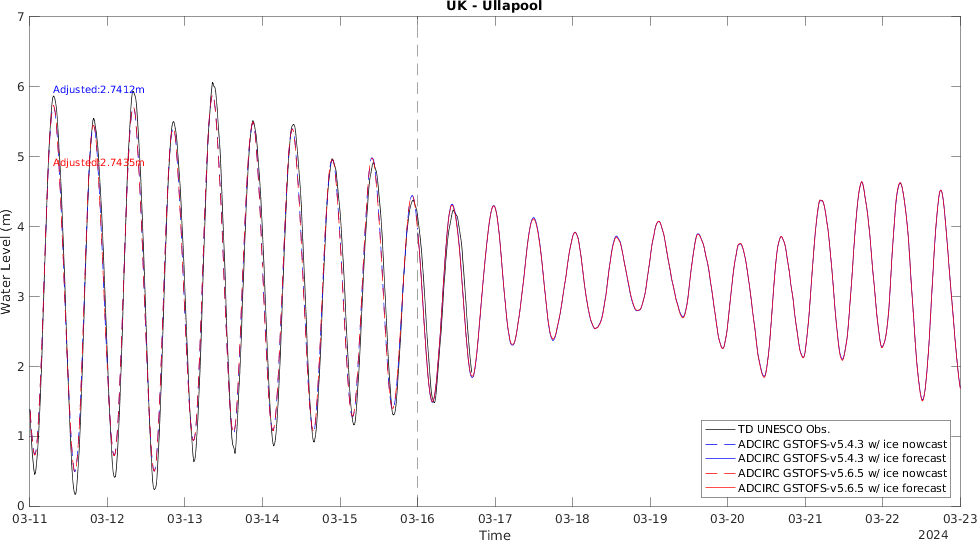 UK - Ullapool
7
6
5
4
3
2
1
0
Water Level (m)
Adjusted:2.7412m
Adjusted:2.7435m
TD UNESCO Obs.
ADCIRC GSTOFS-v5.4.3 w/ ice nowcast
ADCIRC GSTOFS-v5.4.3 w/ ice forecast
ADCIRC GSTOFS-v5.6.5 w/ ice nowcast
ADCIRC GSTOFS-v5.6.5 w/ ice forecast
03-11 03-12 03-13 03-14 03-15 03-16 03-17 03-18 03-19 03-20 03-21 03-22 03-23
Time
2024